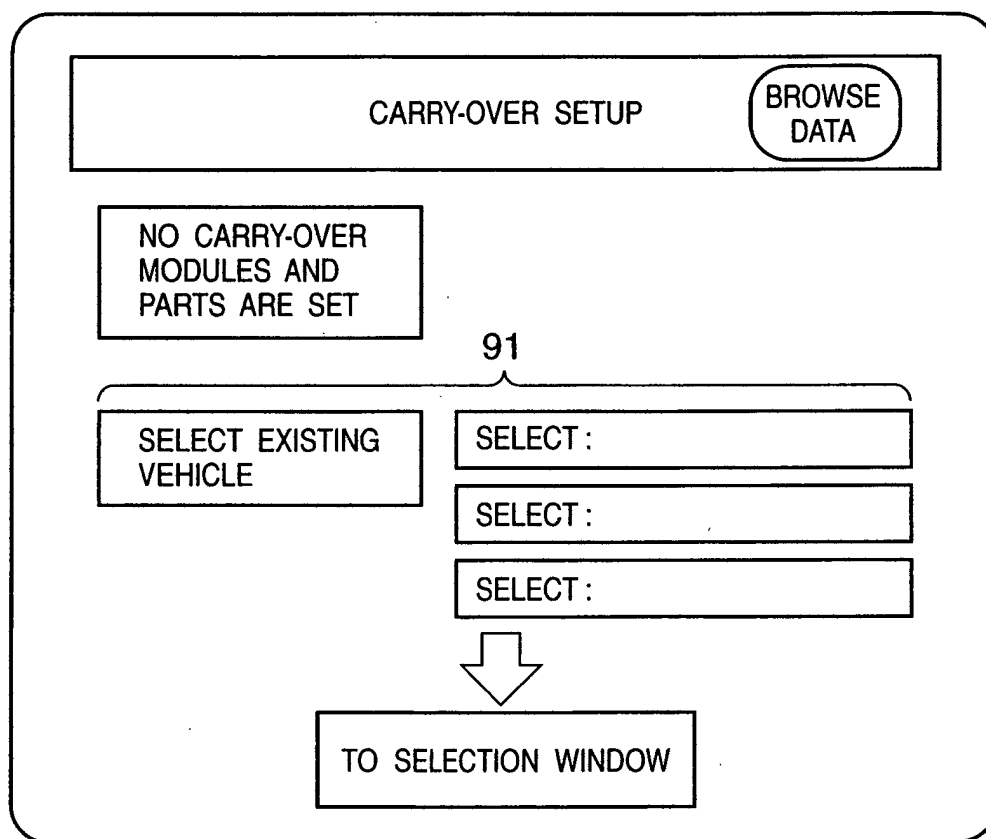 CARRY-OVER SETUP
BROWSE
DATA
NO CARRY-OVER
MODULES AND
PARTS ARE SET
91
SELECT EXISTING
VEHICLE
SELECT :
SELECT :
SELECT :
TO SELECTION WINDOW